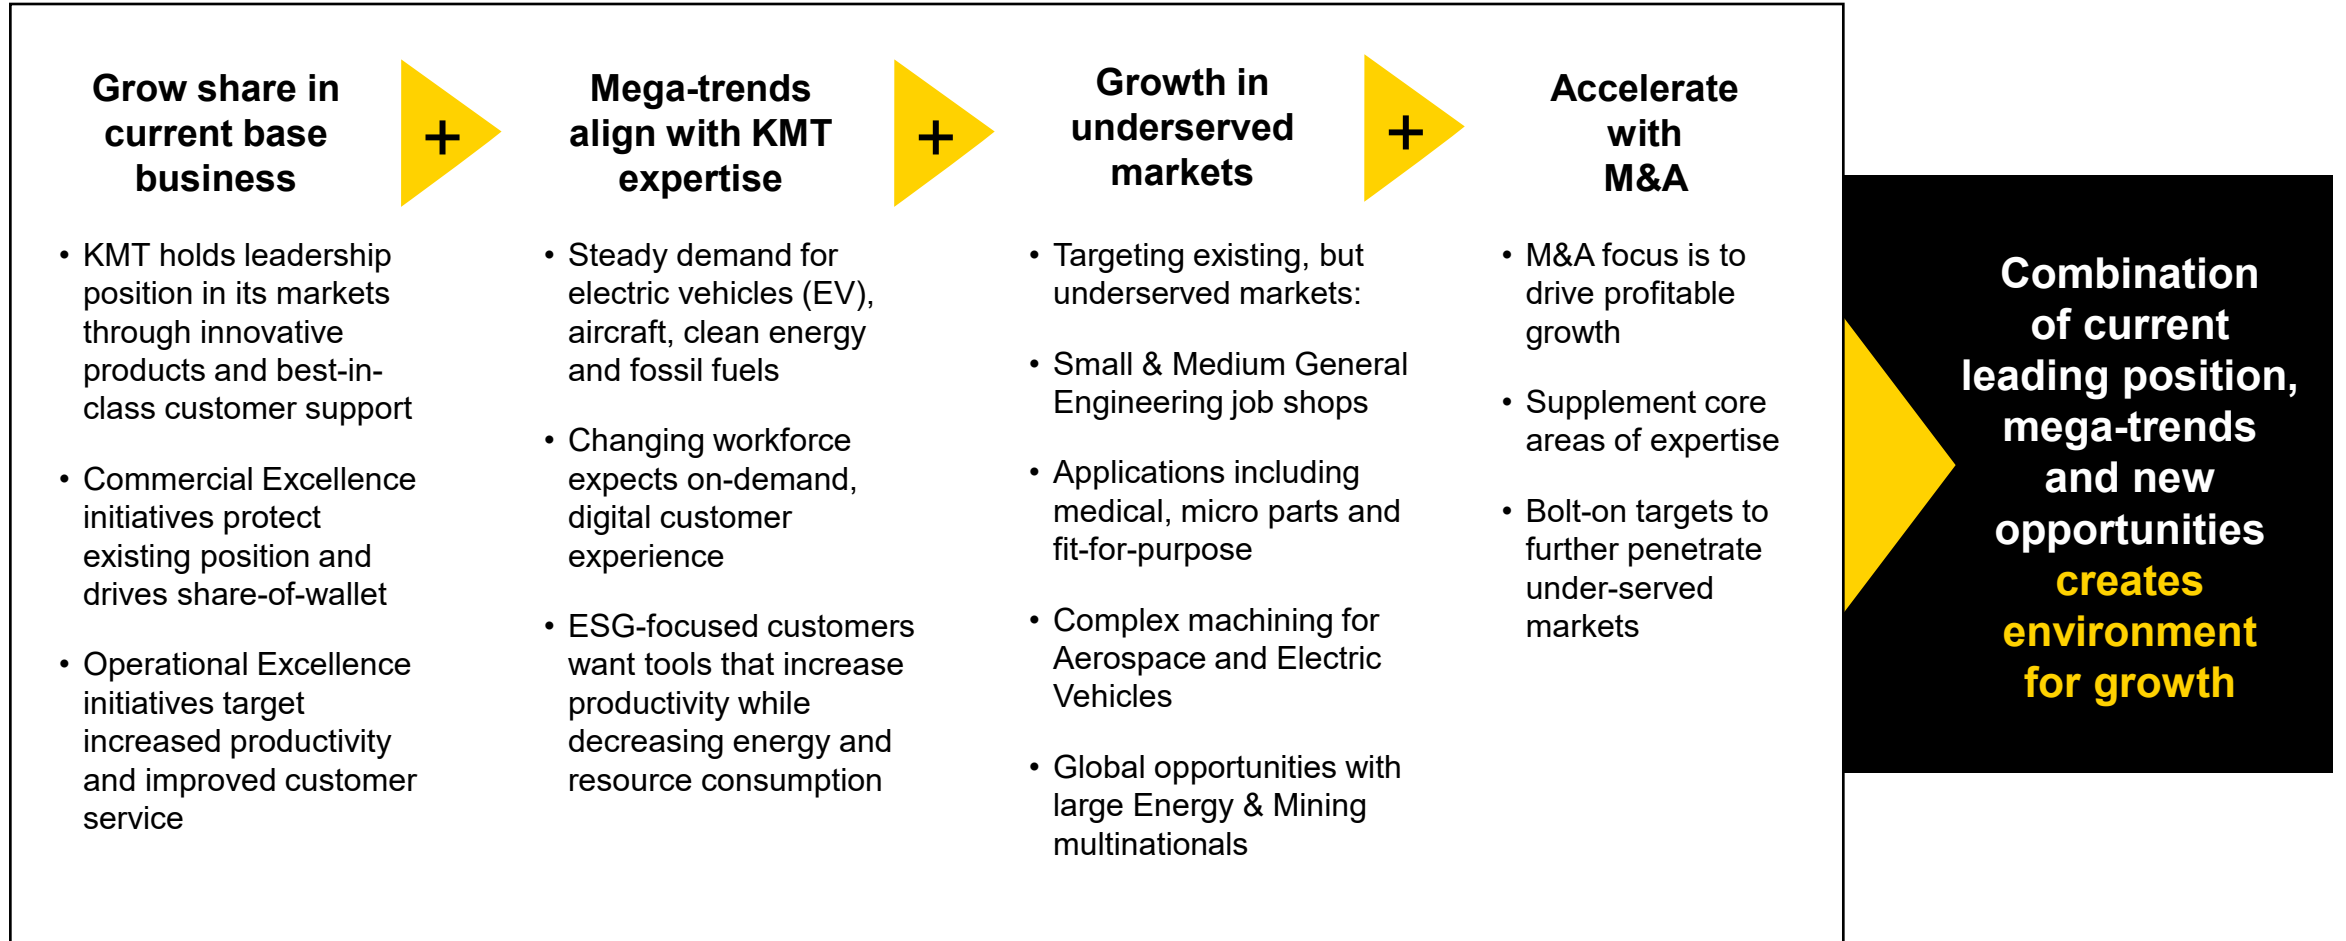 Grow share in
current base
business
+
Mega-trends
align with KMT
expertise
+
Growth in
underserved
markets
+
Accelerate
with
M&A
• KMT holds leadership
position in its markets
through innovative
products and best-in-
class customer support
• Commercial Excellence
initiatives protect
existing position and
drives share-of-wallet
• Operational Excellence
initiatives target
increased productivity
and improved customer
service
• Steady demand for
electric vehicles (EV),
aircraft, clean energy
and fossil fuels
• Changing workforce
expects on-demand,
digital customer
experience
• ESG-focused customers
want tools that increase
productivity while
decreasing energy and
resource consumption
• Targeting existing, but
underserved markets:
• Small & Medium General
Engineering job shops
• Applications including
medical, micro parts and
fit-for-purpose
• Complex machining for
Aerospace and Electric
Vehicles
• Global opportunities with
large Energy & Mining
multinationals
• M&A focus is to
drive profitable
growth
• Supplement core
areas of expertise
• Bolt-on targets to
further penetrate
under-served
markets
Combination
of current
leading position,
mega-trends
and new
opportunities
creates
environment
for growth